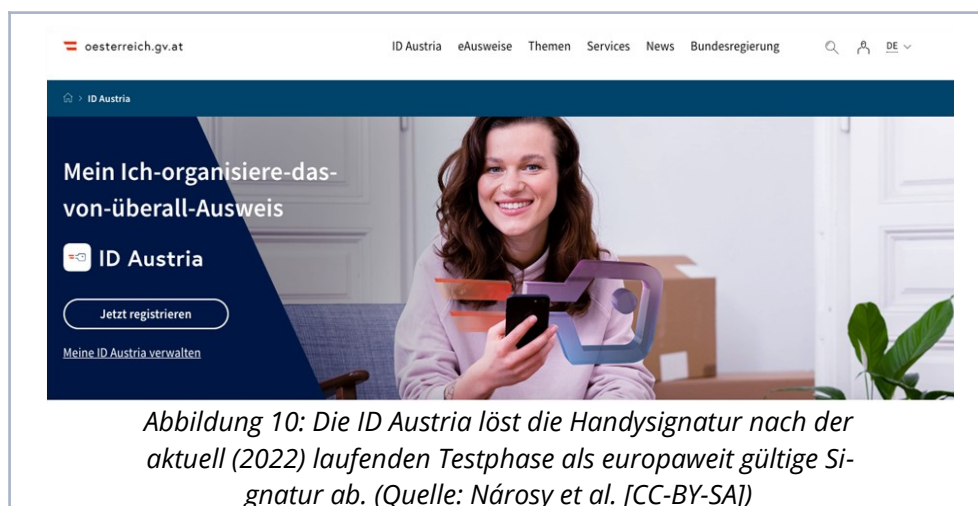 oesterreich.gv.at
ID Austria eAusweise Themen Services News Bundesregierung DE
> ID Austria
Mein Ich-organisiere-das-
von-überall-Ausweis
ID Austria
Jetzt registrieren
Meine ID Austria verwalten
Abbildung 10: Die ID Austria löst die Handysignatur nach der
aktuell (2022) laufenden Testphase als europaweit gültige Si-
gnatur ab. (Quelle: Nárosy et al. [CC-BY-SA])